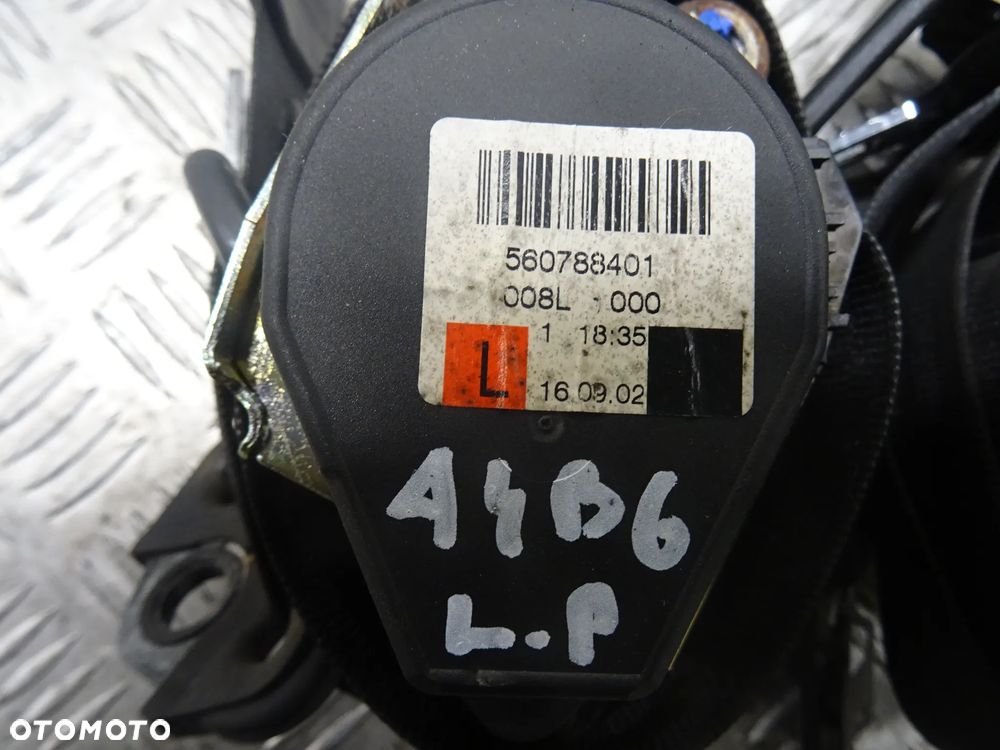 560788401
008L 000
1 18:35
L
16.09.02
A4B6
L.P
OTOMOTO